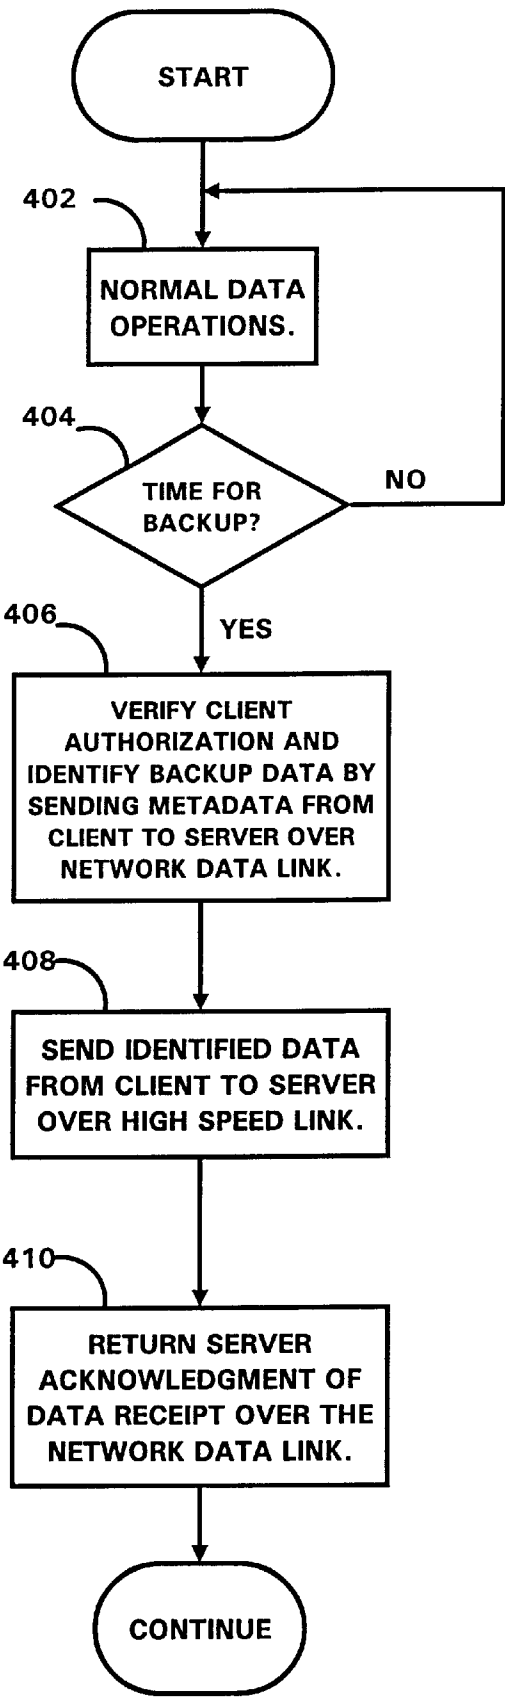 START
402
NORMAL DATA
OPERATIONS.
404
TIME FOR
BACKUP?
NO
YES
406
VERIFY CLIENT
AUTHORIZATION AND
IDENTIFY BACKUP DATA BY
SENDING METADATA FROM
CLIENT TO SERVER OVER
NETWORK DATA LINK.
408
SEND IDENTIFIED DATA
FROM CLIENT TO SERVER
OVER HIGH SPEED LINK.
410
RETURN SERVER
ACKNOWLEDGMENT OF
DATA RECEIPT OVER THE
NETWORK DATA LINK.
CONTINUE